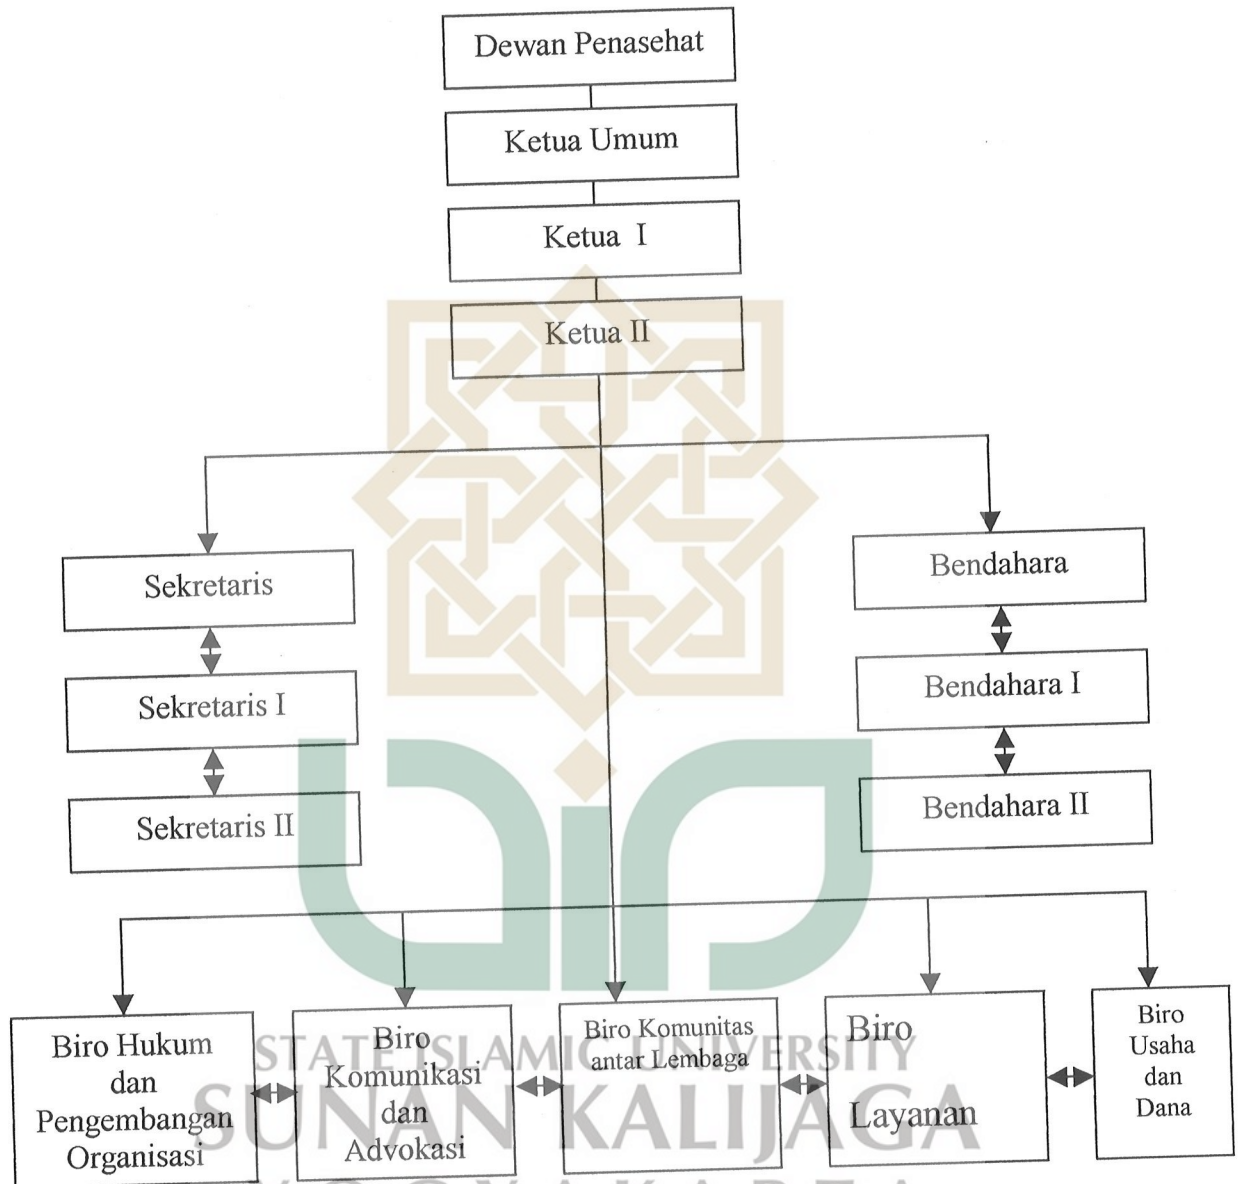 Dewan Penasehat
Ketua Umum
Ketua I
Ketua II
Sekretaris
Bendahara
Sekretaris I
Bendahara I
Sekretaris II
Bendahara II
Biro Hukum
dan
Pengembangan
Organisasi
Biro
Komunikasi
dan
Advokasi
Biro Komunitas
antar Lembaga
Biro
Layanan
Biro
Usaha
dan
Dana
STATE ISLAMIC UNIVERSITY
SUNAN KALIJAGA
YOGYAKARTA